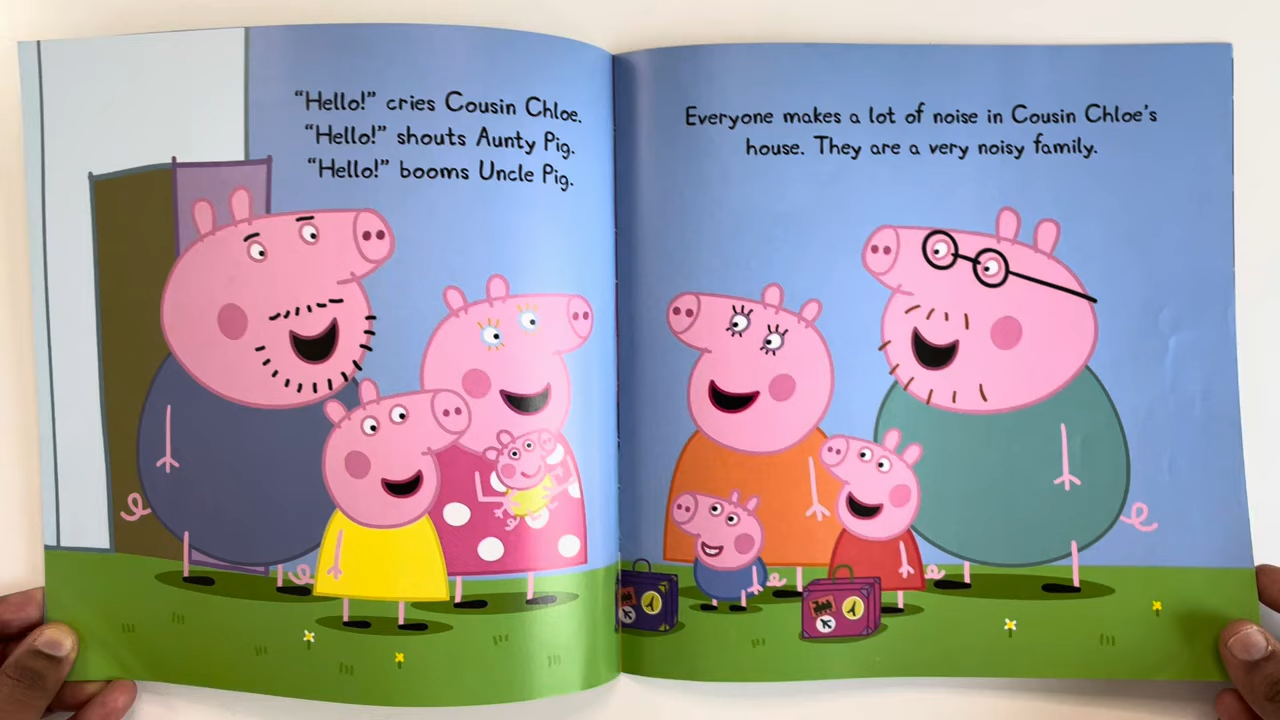 “Hello!” cries Cousin Chloe.
“Hello!” shouts Aunty Pig.
“Hello!” booms Uncle Pig.
Everyone makes a lot of noise in Cousin Chloe’s
house. They are a very noisy family.